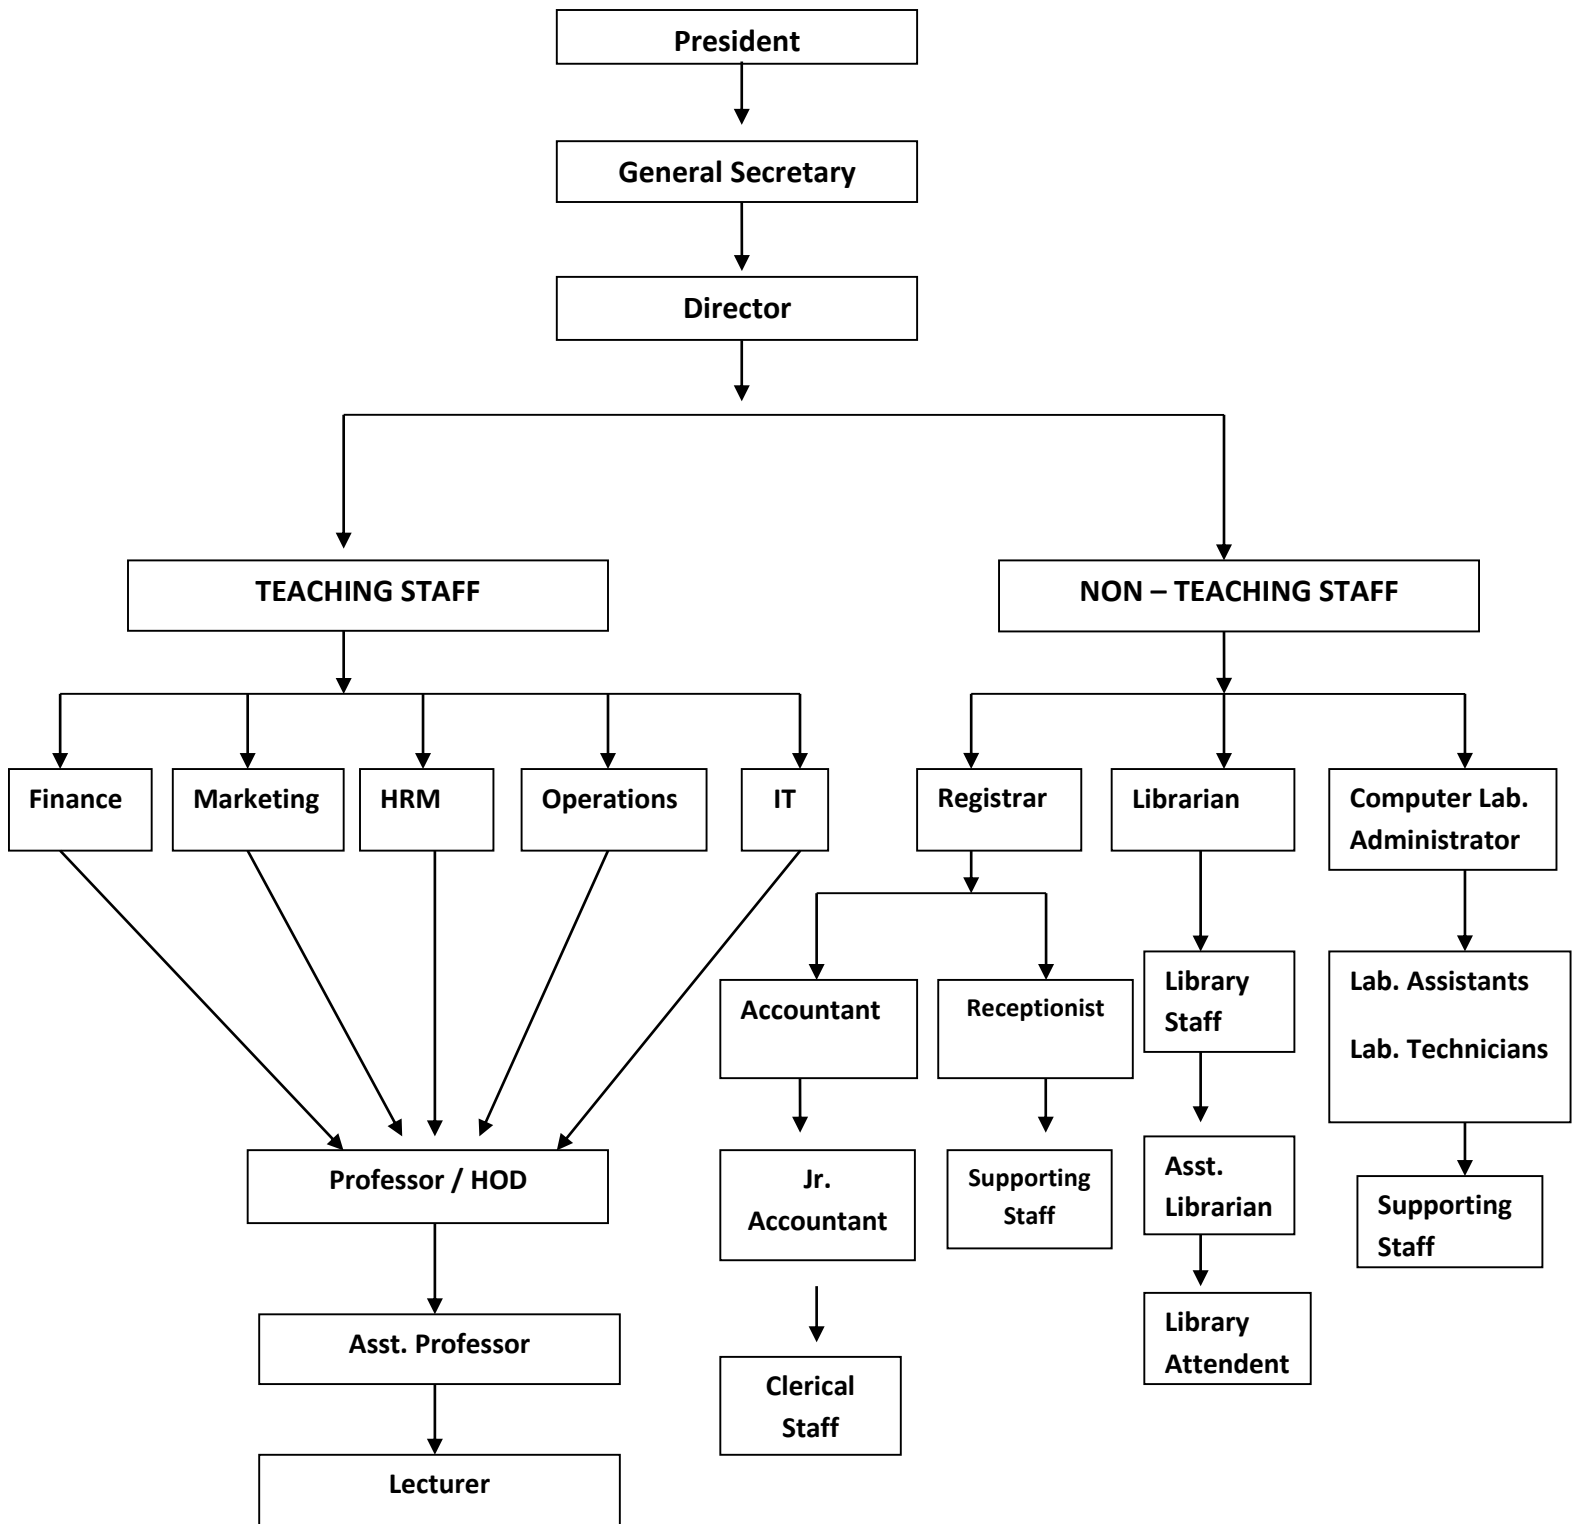 President
General Secretary
Director
TEACHING STAFF
NON – TEACHING STAFF
Finance
Marketing
HRM
Operations
IT
Registrar
Librarian
Computer Lab.
Administrator
Accountant
Receptionist
Library
Staff
Lab. Assistants
Lab. Technicians
Professor / HOD
Jr.
Accountant
Supporting
Staff
Asst.
Librarian
Supporting
Staff
Asst. Professor
Clerical
Staff
Library
Attendent
Lecturer